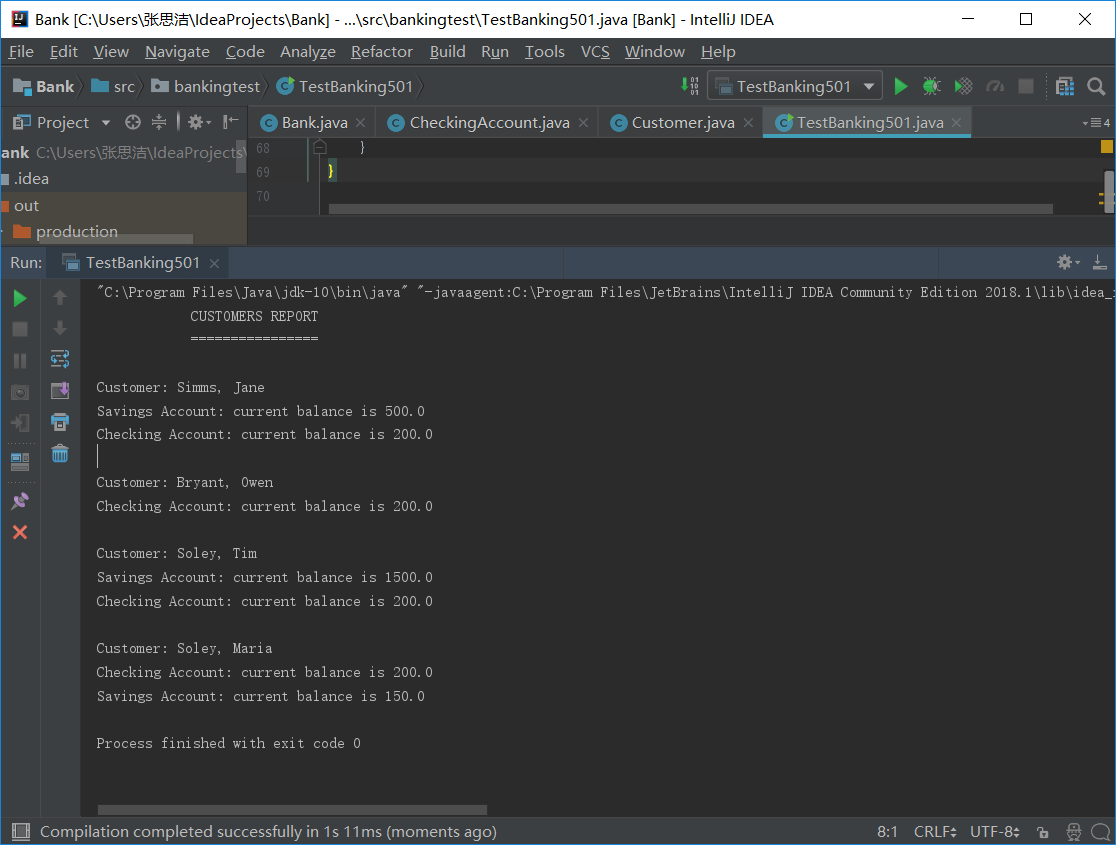 Bank [C:\Users\张思洁\IdeaProjects\Bank] - ...\src\bankingtest\TestBanking501.java [Bank] - IntelliJ IDEA
File Edit View Navigate Code Analyze Refactor Build Run Tools VCS Window Help
Bank src bankingtest TestBanking501 TestBanking501
Project Bank.java CheckingAccount.java Customer.java TestBanking501.java 4
ank C:\Users\张思洁\IdeaProjects\
68 }
.idea
69 }
out
70
production
Run: TestBanking501
"C:\Program Files\Java\jdk-10\bin\java" "-javaagent:C:\Program Files\JetBrains\IntelliJ IDEA Community Edition 2018.1\lib\idea_
CUSTOMERS REPORT
================
Customer: Simms, Jane
Savings Account: current balance is 500.0
Checking Account: current balance is 200.0
Customer: Bryant, Owen
Checking Account: current balance is 200.0
Customer: Soley, Tim
Savings Account: current balance is 1500.0
Checking Account: current balance is 200.0
Customer: Soley, Maria
Checking Account: current balance is 200.0
Savings Account: current balance is 150.0
Process finished with exit code 0
Compilation completed successfully in 1s 11ms (moments ago) 8:1 CRLF UTF-8